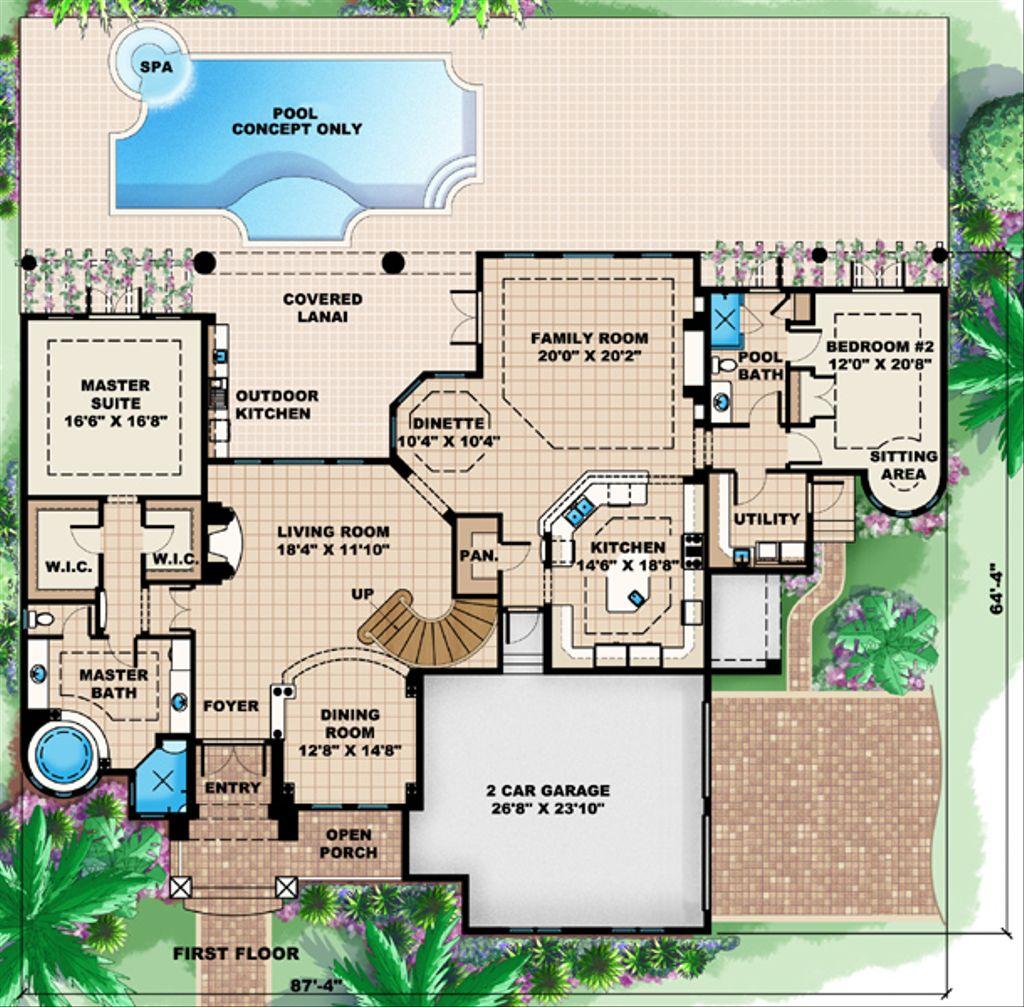 SPA
POOL
CONCEPT ONLY
COVERED
LANAI
FAMILY ROOM
20'0" X 20'2"
POOL
BATH
BEDROOM #2
12'0" X 20'8"
MASTER
SUITE
16'6" X 16'8"
OUTDOOR
KITCHEN
DINETTE
10'4" X 10'4"
SITTING
AREA
LIVING ROOM
18'4" X 11'10"
UTILITY
W.I.C.
W.I.C.
PAN.
KITCHEN
14'6" X 18'8"
UP
64'-4"
MASTER
BATH
FOYER
DINING
ROOM
12'8" X 14'8"
ENTRY
2 CAR GARAGE
26'8" X 23'10"
OPEN
PORCH
FIRST FLOOR
87'-4"